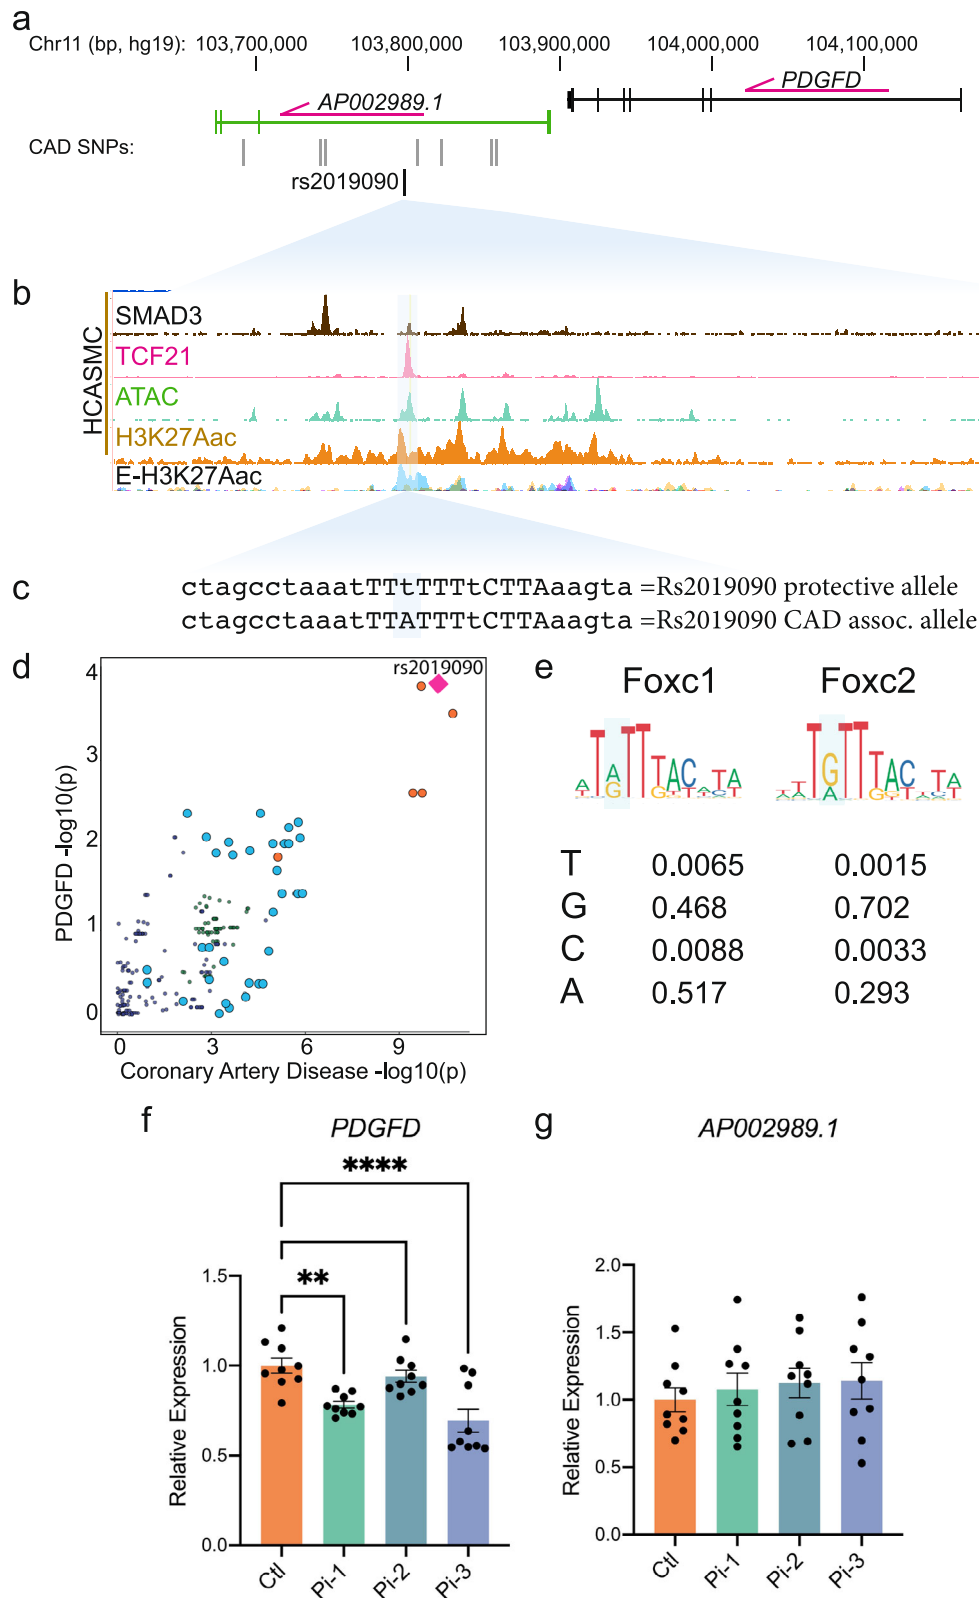 a
Chr11 (bp, hg19): 103,700,000 103,800,000 103,900,000 104,000,000 104,100,000
PDGFD
AP002989.1
CAD SNPs:
rs2019090
b
HCASMC
SMAD3
TCF21
ATAC
H3K27Aac
E-H3K27Aac
c
ctagcctaaatTTtTTTtCTTAaagta =Rs2019090 protective allele
ctagcctaaatTTATTTtCTTAaagta =Rs2019090 CAD assoc. allele
d
rs2019090
PDGFD -log10(p)
4
3
2
1
0
0 3 6 9
Coronary Artery Disease -log10(p)
e
Foxc1 Foxc2
T 0.0065 0.0015
G 0.468 0.702
C 0.0088 0.0033
A 0.517 0.293
f
PDGFD
****
**
Relative Expression
1.5
1.0
0.5
0.0
Ctl Pi-1 Pi-2 Pi-3
g
AP002989.1
Relative Expression
2.0
1.5
1.0
0.5
0.0
Ctl Pi-1 Pi-2 Pi-3